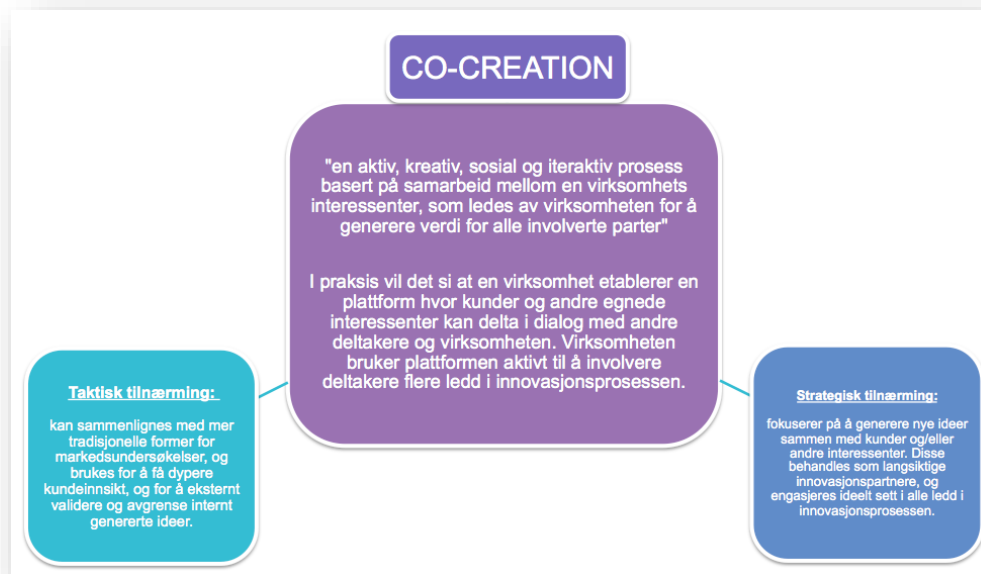 CO-CREATION
"en aktiv, kreativ, sosial og iteraktiv prosess
basert på samarbeid mellom en virksomhets
interessenter, som ledes av virksomheten for å
generere verdi for alle involverte parter"
I praksis vil det si at en virksomhet etablerer en
plattform hvor kunder og andre egnede
interessenter kan delta i dialog med andre
deltakere og virksomheten. Virksomheten
bruker plattformen aktivt til å involvere
deltakere flere ledd i innovasjonsprosessen.
Taktisk tilnærming:
kan sammenlignes med mer
tradisjonelle former for
markedsundersøkelser, og
brukes for å få dypere
kundeinnsikt, og for å eksternt
validere og avgrense internt
genererte ideer.
Strategisk tilnærming:
fokuserer på å generere nye ideer
sammen med kunder og/eller
andre interessenter. Disse
behandles som langsiktige
innovasjonspartnere, og
engasjeres ideelt sett i alle ledd i
innovasjonsprosessen.